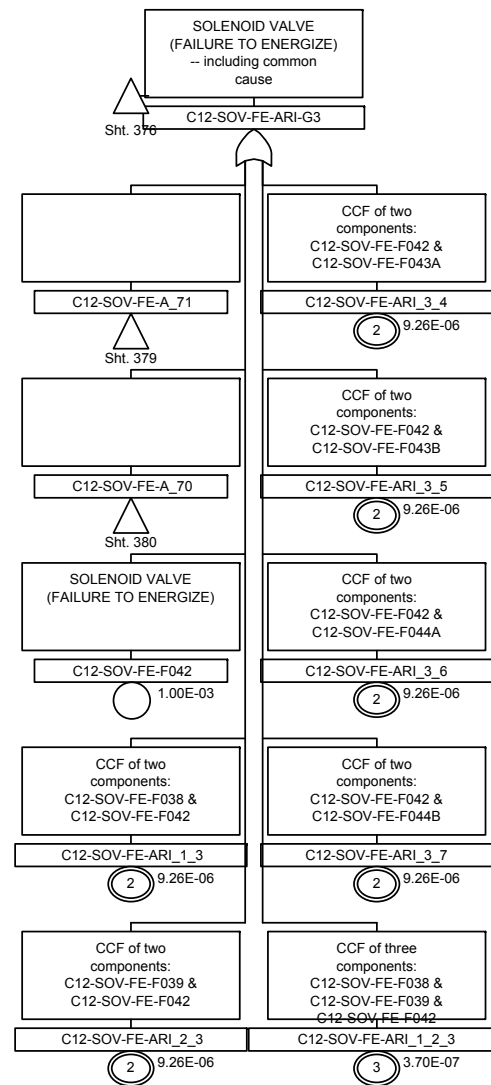 SOLENOID VALVE
(FAILURE TO ENERGIZE)
-- including common
cause
Sht. 376
C12-SOV-FE-ARI-G3
C12-SOV-FE-A_71
Sht. 379
CCF of two
components:
C12-SOV-FE-F042 &
C12-SOV-FE-F043A
C12-SOV-FE-ARI_3_4
2
9.26E-06
C12-SOV-FE-A_70
Sht. 380
CCF of two
components:
C12-SOV-FE-F042 &
C12-SOV-FE-F043B
C12-SOV-FE-ARI_3_5
2
9.26E-06
SOLENOID VALVE
(FAILURE TO ENERGIZE)
C12-SOV-FE-F042
1.00E-03
CCF of two
components:
C12-SOV-FE-F042 &
C12-SOV-FE-F044A
C12-SOV-FE-ARI_3_6
2
9.26E-06
CCF of two
components:
C12-SOV-FE-F038 &
C12-SOV-FE-F042
C12-SOV-FE-ARI_1_3
2
9.26E-06
CCF of two
components:
C12-SOV-FE-F042 &
C12-SOV-FE-F044B
C12-SOV-FE-ARI_3_7
2
9.26E-06
CCF of two
components:
C12-SOV-FE-F039 &
C12-SOV-FE-F042
C12-SOV-FE-ARI_2_3
2
9.26E-06
CCF of three
components:
C12-SOV-FE-F038 &
C12-SOV-FE-F039 &
C12-SOV-FE-F042
C12-SOV-FE-ARI_1_2_3
3
3.70E-07